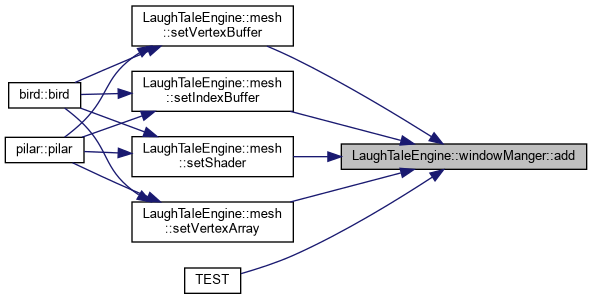 LaughTaleEngine::mesh
::setVertexBuffer
bird::bird
LaughTaleEngine::mesh
::setIndexBuffer
pilar::pilar
LaughTaleEngine::mesh
::setShader
LaughTaleEngine::windowManger::add
LaughTaleEngine::mesh
::setVertexArray
TEST